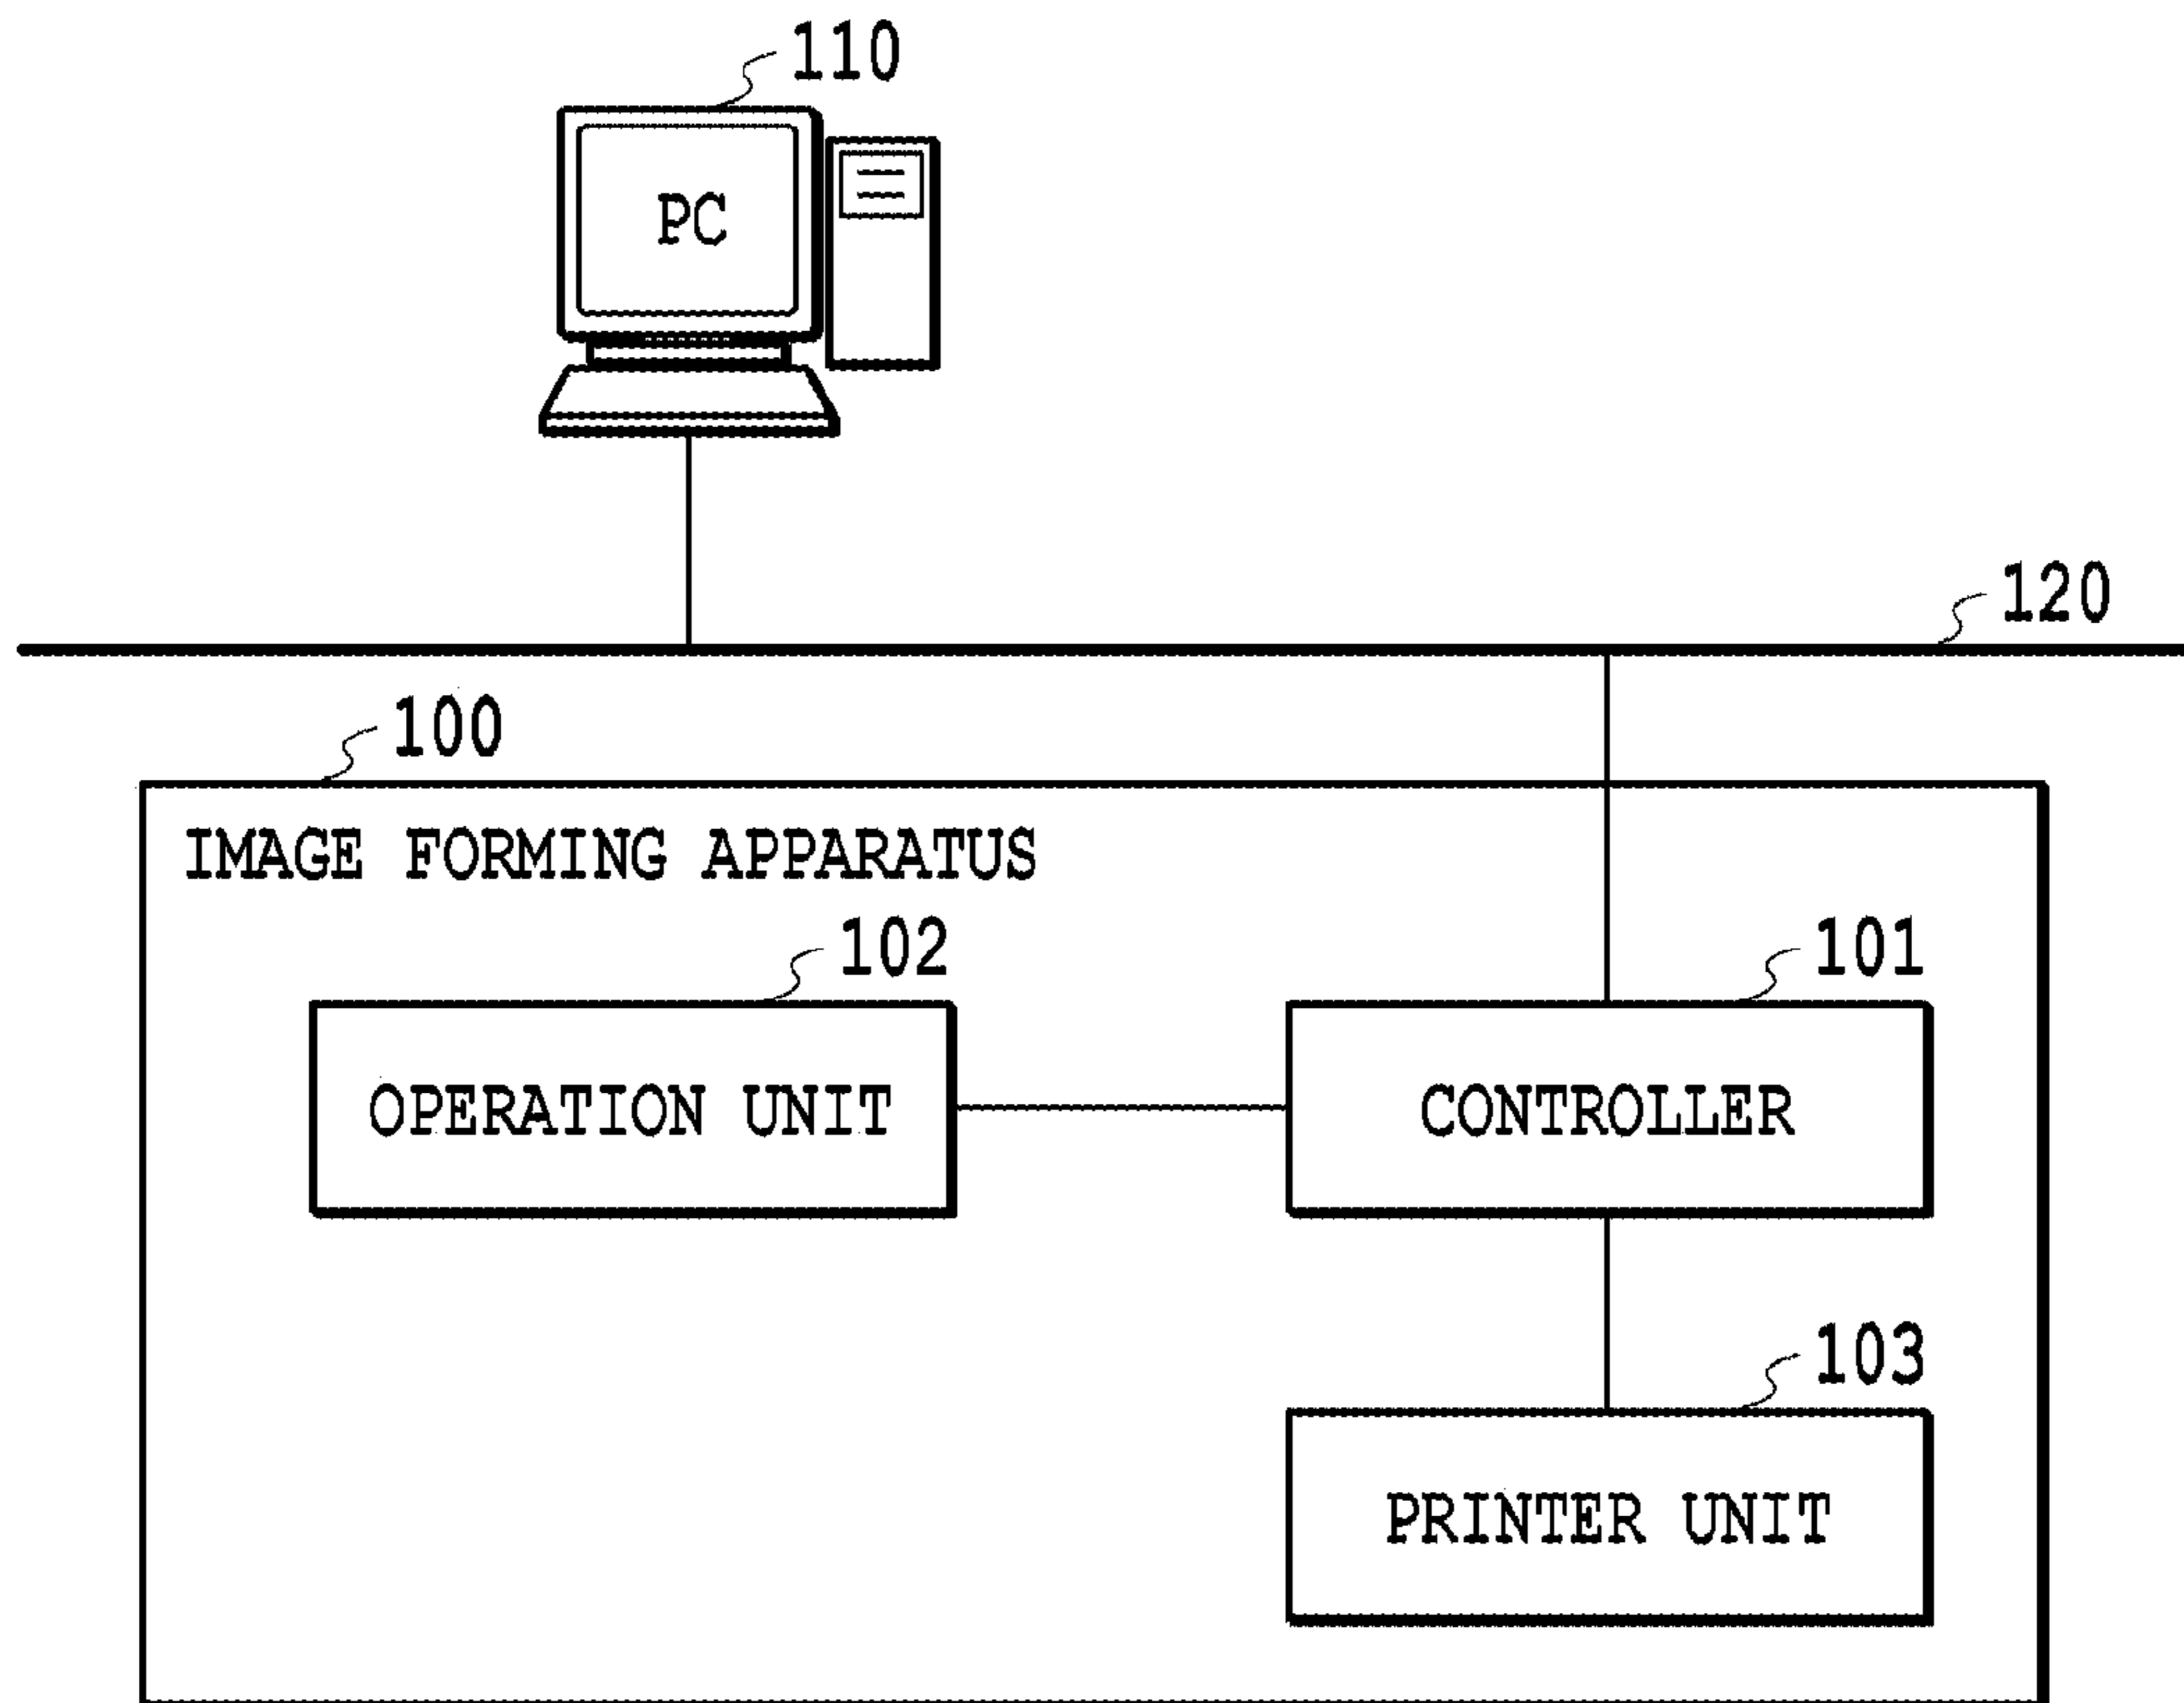 110
PC
120
100
IMAGE FORMING APPARATUS
102
101
OPERATION UNIT
CONTROLLER
103
PRINTER UNIT